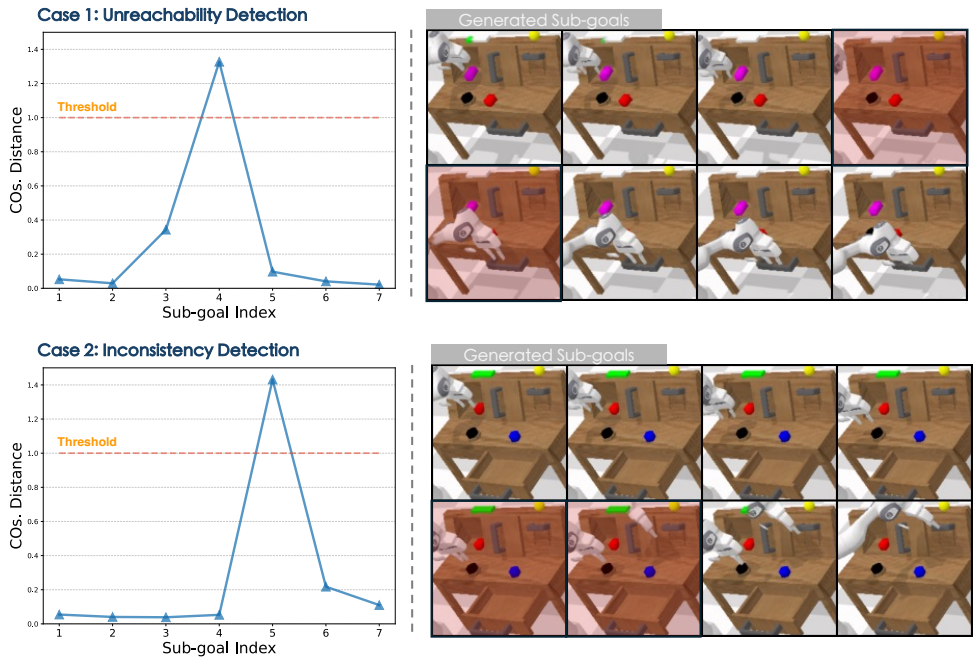 Case 1: Unreachability Detection
Generated Sub-goals
1.4
1.2
Threshold
1.0
0.8
0.6
0.4
0.2
0.0
COs. Distance
1 2 3 4 5 6 7
Sub-goal Index
Case 2: Inconsistency Detection
Generated Sub-goals
1.4
1.2
Threshold
1.0
0.8
0.6
0.4
0.2
0.0
COs. Distance
1 2 3 4 5 6 7
Sub-goal Index